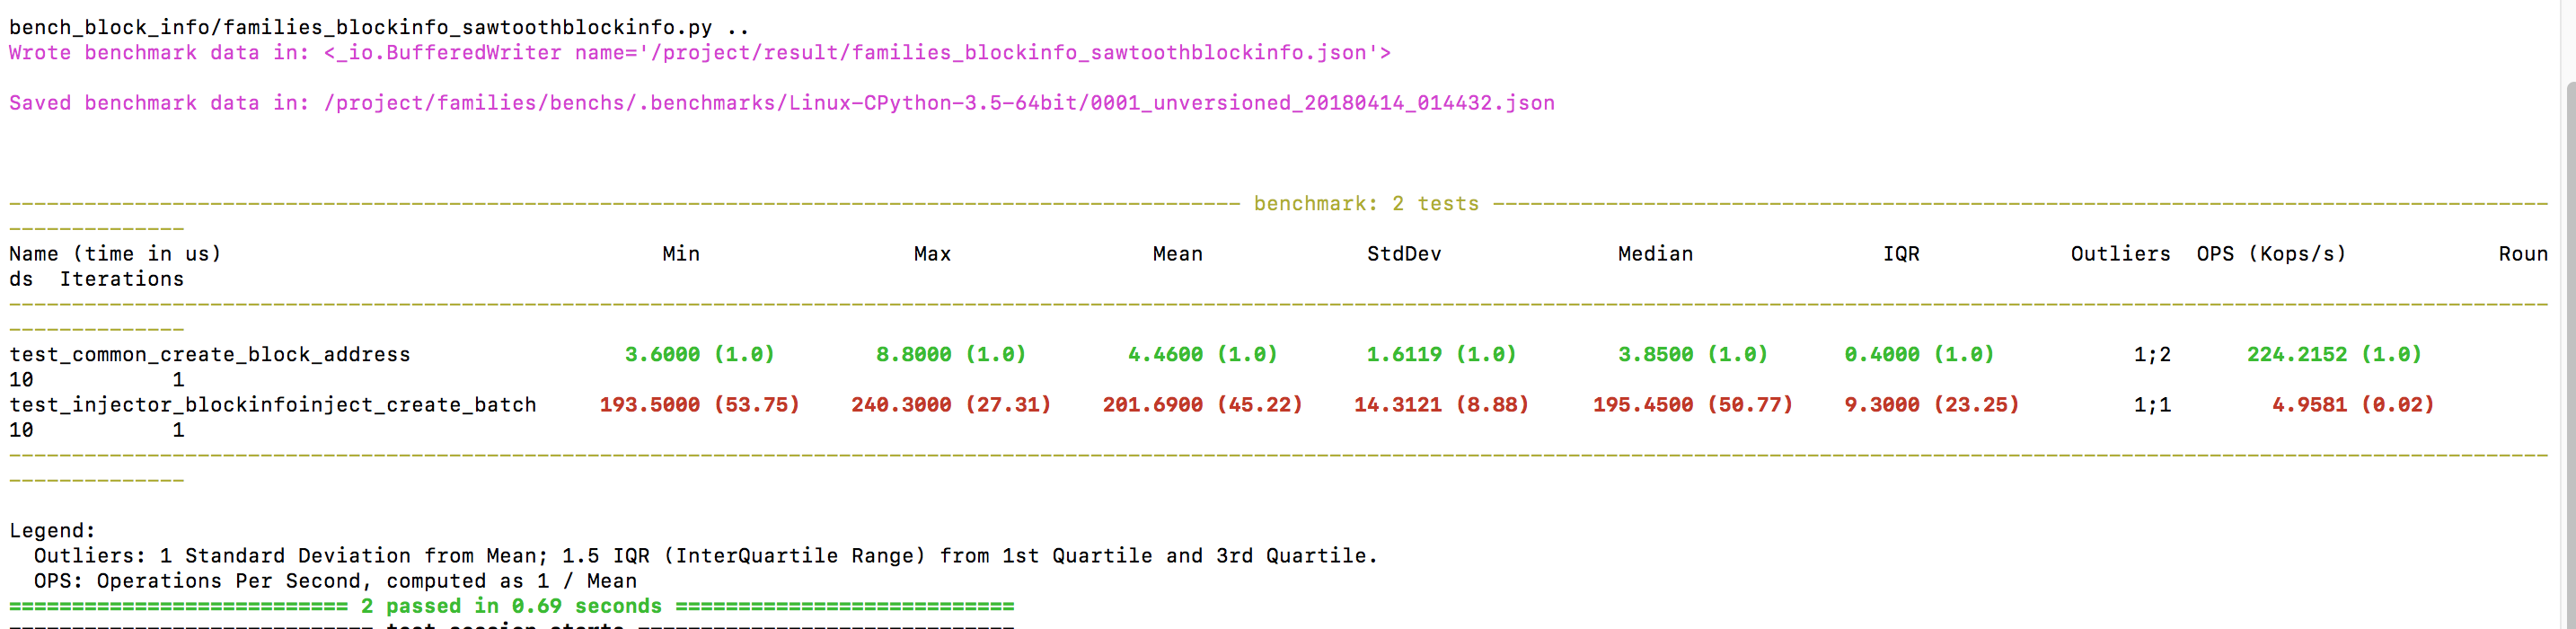 bench_block_info/families_blockinfo_sawtoothblockinfo.py ..
Wrote benchmark data in: <_io.BufferedWriter name='/project/result/families_blockinfo_sawtoothblockinfo.json'>
Saved benchmark data in: /project/families/benchs/.benchmarks/Linux-CPython-3.5-64bit/0001_unversioned_20180414_014432.json
-------------------------------------------------------------------------------------------------- benchmark: 2 tests ------------------------------------------------------------------------------------
--------------
Name (time in us)                                   Min                 Max                Mean             StdDev              Median               IQR            Outliers  OPS (Kops/s)            Roun
ds  Iterations
----------------------------------------------------------------------------------------------------------------------------------------------------------------------------------------------------------
--------------
test_common_create_block_address                 3.6000 (1.0)        8.8000 (1.0)        4.4600 (1.0)       1.6119 (1.0)        3.8500 (1.0)      0.4000 (1.0)           1;2      224.2152 (1.0)
10           1
test_injector_blockinfoinject_create_batch     193.5000 (53.75)    240.3000 (27.31)    201.6900 (45.22)    14.3121 (8.88)     195.4500 (50.77)    9.3000 (23.25)         1;1        4.9581 (0.02)
10           1
----------------------------------------------------------------------------------------------------------------------------------------------------------------------------------------------------------
--------------
Legend:
  Outliers: 1 Standard Deviation from Mean; 1.5 IQR (InterQuartile Range) from 1st Quartile and 3rd Quartile.
  OPS: Operations Per Second, computed as 1 / Mean
=========================== 2 passed in 0.69 seconds ===========================
============================= test session starts ==============================